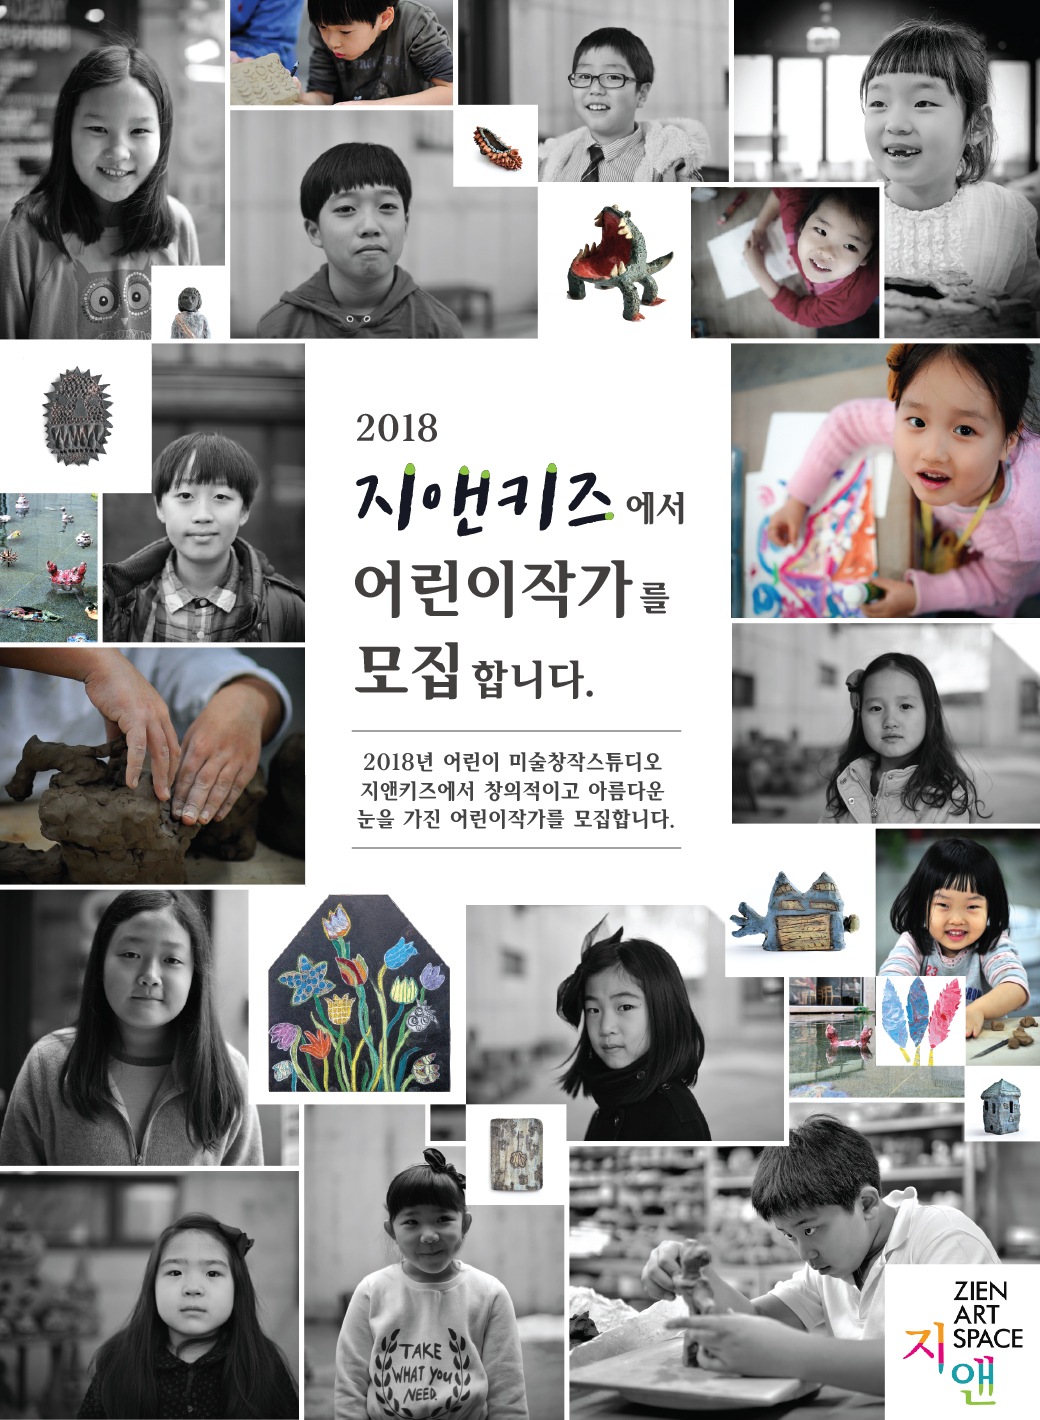 2018
지앤키즈에서
어린이작가를
모집합니다.
2018년 어린이 미술창작스튜디오
지앤키즈에서 창의적이고 아름다운
눈을 가진 어린이작가를 모집합니다.
23
TAKE
WHAT you
NEED.
ZIEN
ART
SPACE
지앤